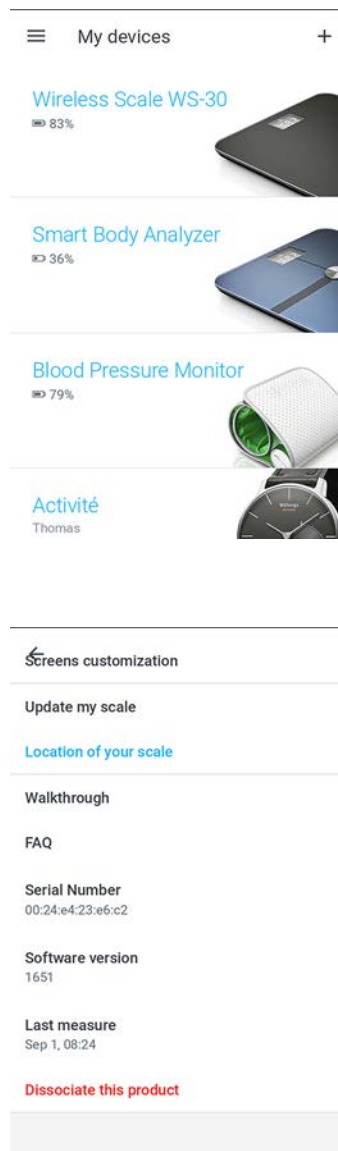 My devices
Wireless Scale WS-30
83%
Smart Body Analyzer
36%
Blood Pressure Monitor
79%
Activité
Thomas
Withings
Screens customization
Update my scale
Location of your scale
Walkthrough
FAQ
Serial Number
00:24:e4:23:e6:c2
Software version
1651
Last measure
Sep 1, 08:24
Dissociate this product